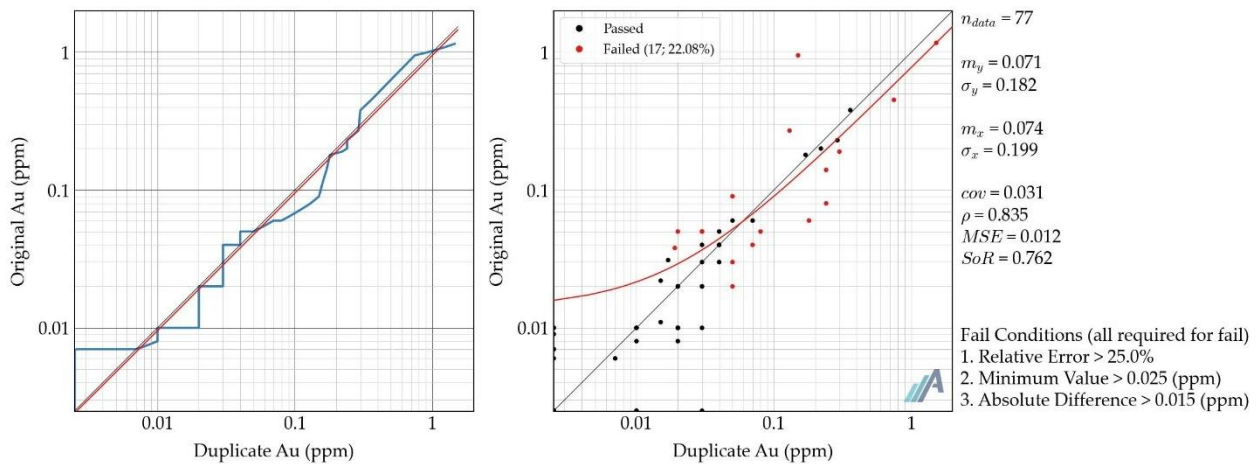 Original Au (ppm)
1
0.1
0.01
0.01
0.1
1
Duplicate Au (ppm)
Original Au (ppm)
1
0.1
0.01
0.01
0.1
1
Duplicate Au (ppm)
Passed
Failed (17; 22.08%)
n_data = 77
m_y = 0.071
σ_y = 0.182
m_x = 0.074
σ_x = 0.199
cov = 0.031
ρ = 0.835
MSE = 0.012
SoR = 0.762
Fail Conditions (all required for fail)
1. Relative Error > 25.0%
2. Minimum Value > 0.025 (ppm)
3. Absolute Difference > 0.015 (ppm)